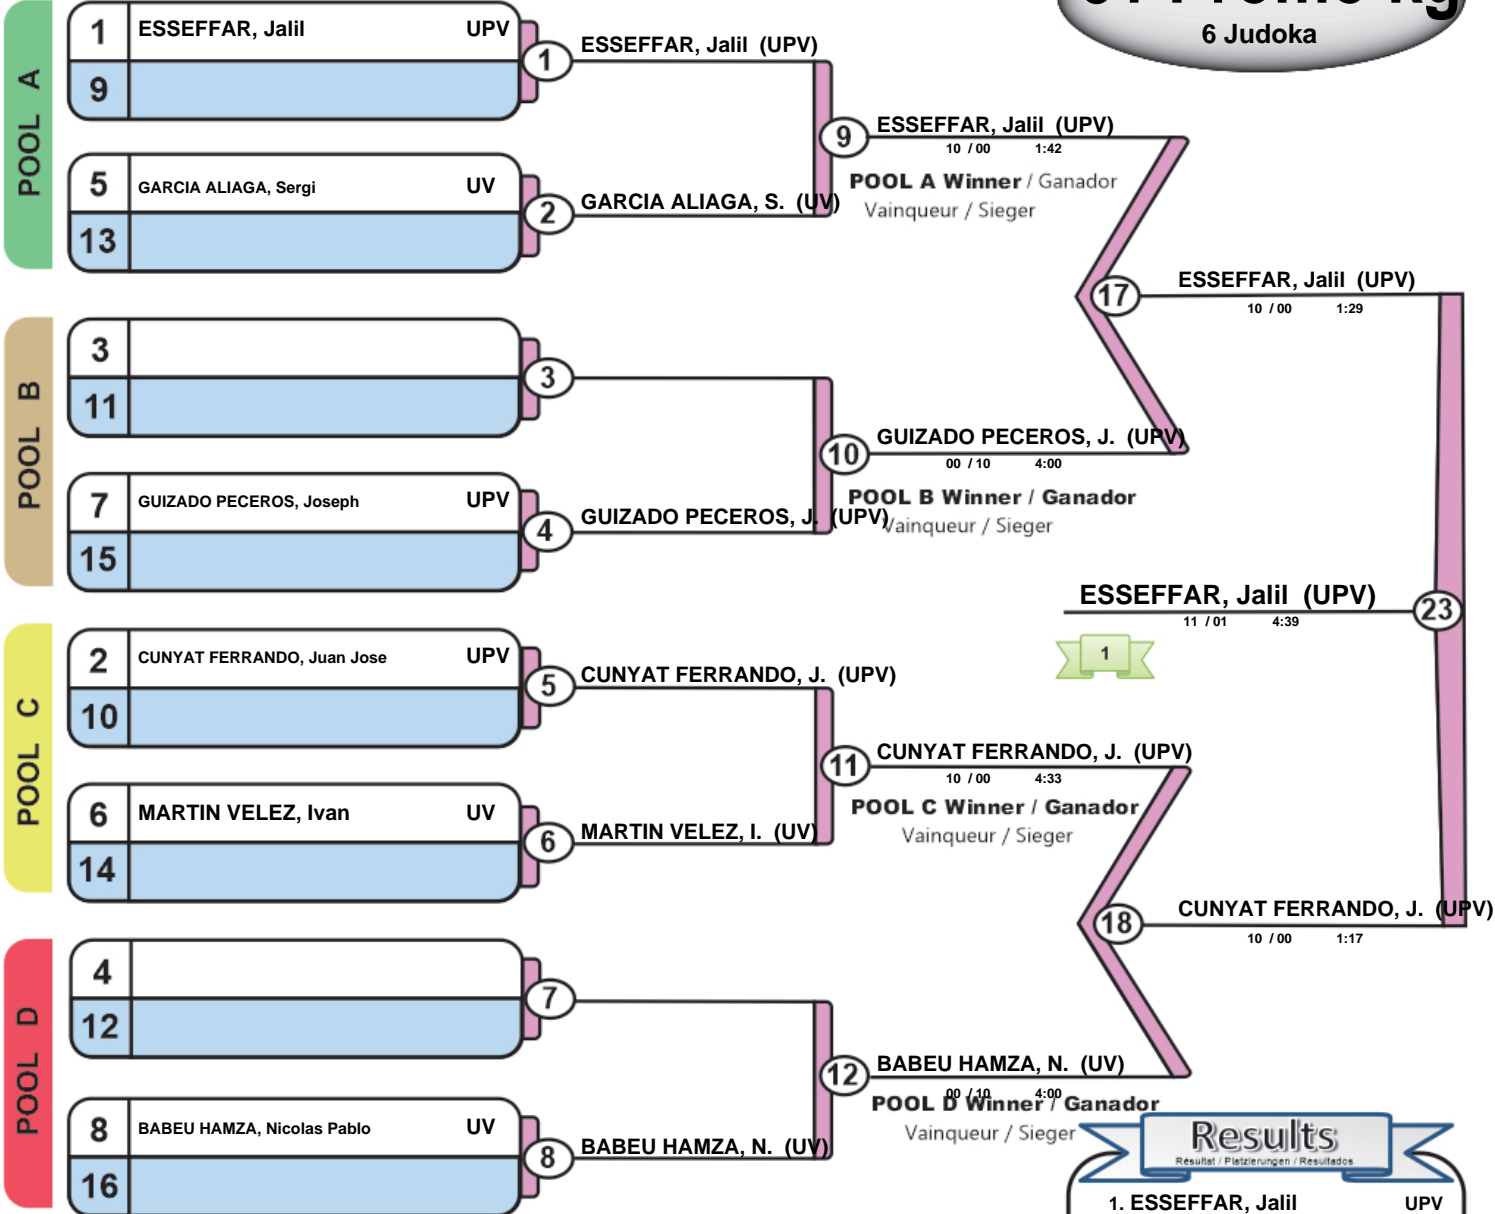 6 Judoka
POOL A
1 ESSEFFAR, Jalil UPV
9
1
ESSEFFAR, Jalil (UPV)
5 GARCIA ALIAGA, Sergi UV
13
2
GARCIA ALIAGA, S. (UV)
9
ESSEFFAR, Jalil (UPV)
10 / 00 1:42
POOL A Winner / Ganador
Vainqueur / Sieger
17
ESSEFFAR, Jalil (UPV)
10 / 00 1:29
POOL B
3
11
3
7 GUIZADO PECEROS, Joseph UPV
15
4
GUIZADO PECEROS, J. (UPV)
10
GUIZADO PECEROS, J. (UPV)
00 / 10 4:00
POOL B Winner / Ganador
Vainqueur / Sieger
ESSEFFAR, Jalil (UPV)
11 / 01 4:39
23
1
POOL C
2 CUNYAT FERRANDO, Juan Jose UPV
10
5
CUNYAT FERRANDO, J. (UPV)
6 MARTIN VELEZ, Ivan UV
14
6
MARTIN VELEZ, I. (UV)
11
CUNYAT FERRANDO, J. (UPV)
10 / 00 4:33
POOL C Winner / Ganador
Vainqueur / Sieger
18
CUNYAT FERRANDO, J. (UPV)
10 / 00 1:17
POOL D
4
12
7
8 BABEU HAMZA, Nicolas Pablo UV
16
8
BABEU HAMZA, N. (UV)
12
BABEU HAMZA, N. (UV)
00 / 10 4:00
POOL D Winner / Ganador
Vainqueur / Sieger
Results
Résultat / Platzierungen / Resultados
1. ESSEFFAR, Jalil UPV